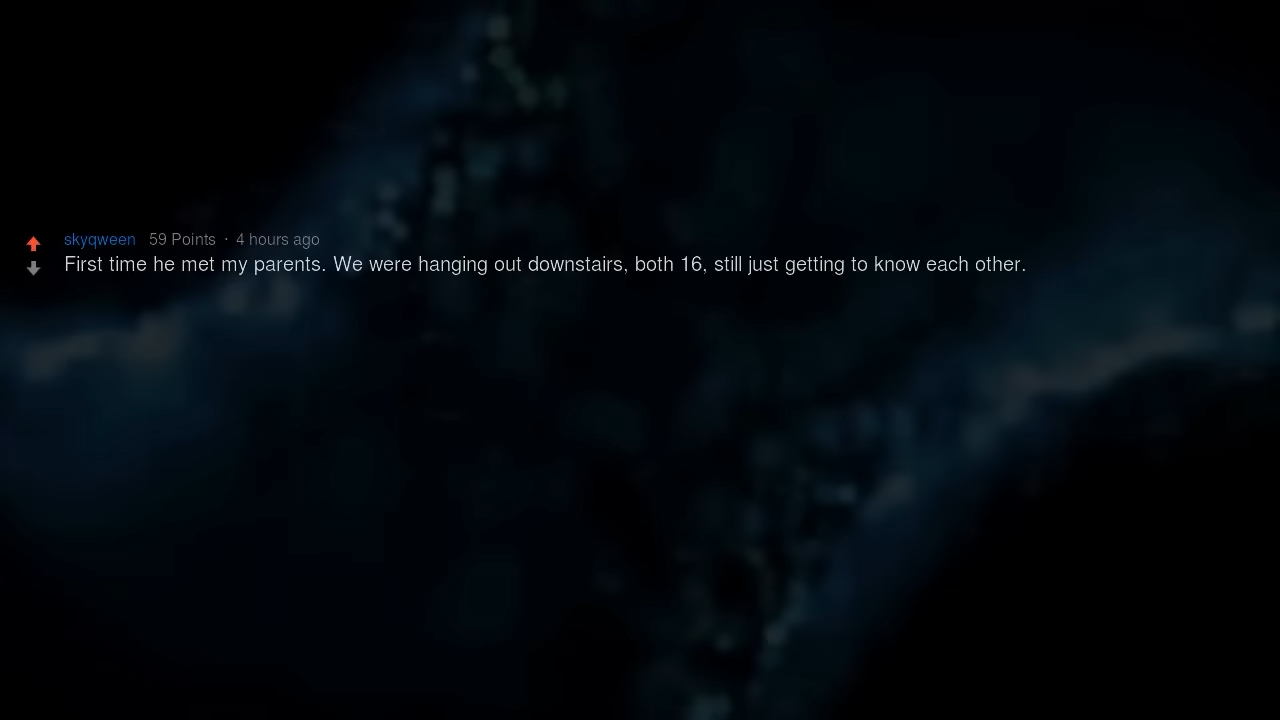 skyqween 59 Points · 4 hours ago
First time he met my parents. We were hanging out downstairs, both 16, still just getting to know each other.